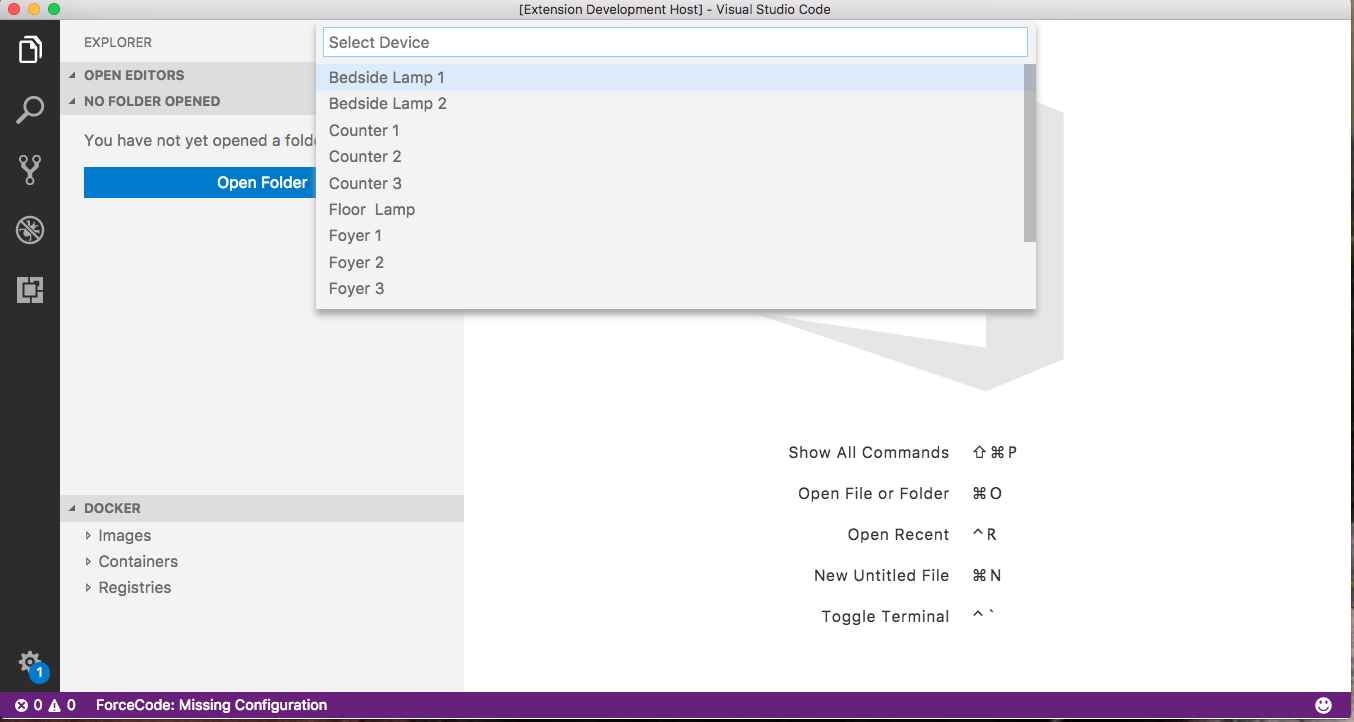 [Extension Development Host] - Visual Studio Code
EXPLORER
OPEN EDITORS
NO FOLDER OPENED
You have not yet opened a folde
Open Folder
Select Device
Bedside Lamp 1
Bedside Lamp 2
Counter 1
Counter 2
Counter 3
Floor  Lamp
Foyer 1
Foyer 2
Foyer 3
Show All Commands ⇧⌘P
Open File or Folder ⌘O
Open Recent ^R
New Untitled File ⌘N
Toggle Terminal ^`
DOCKER
Images
Containers
Registries
1
0 0 ForceCode: Missing Configuration